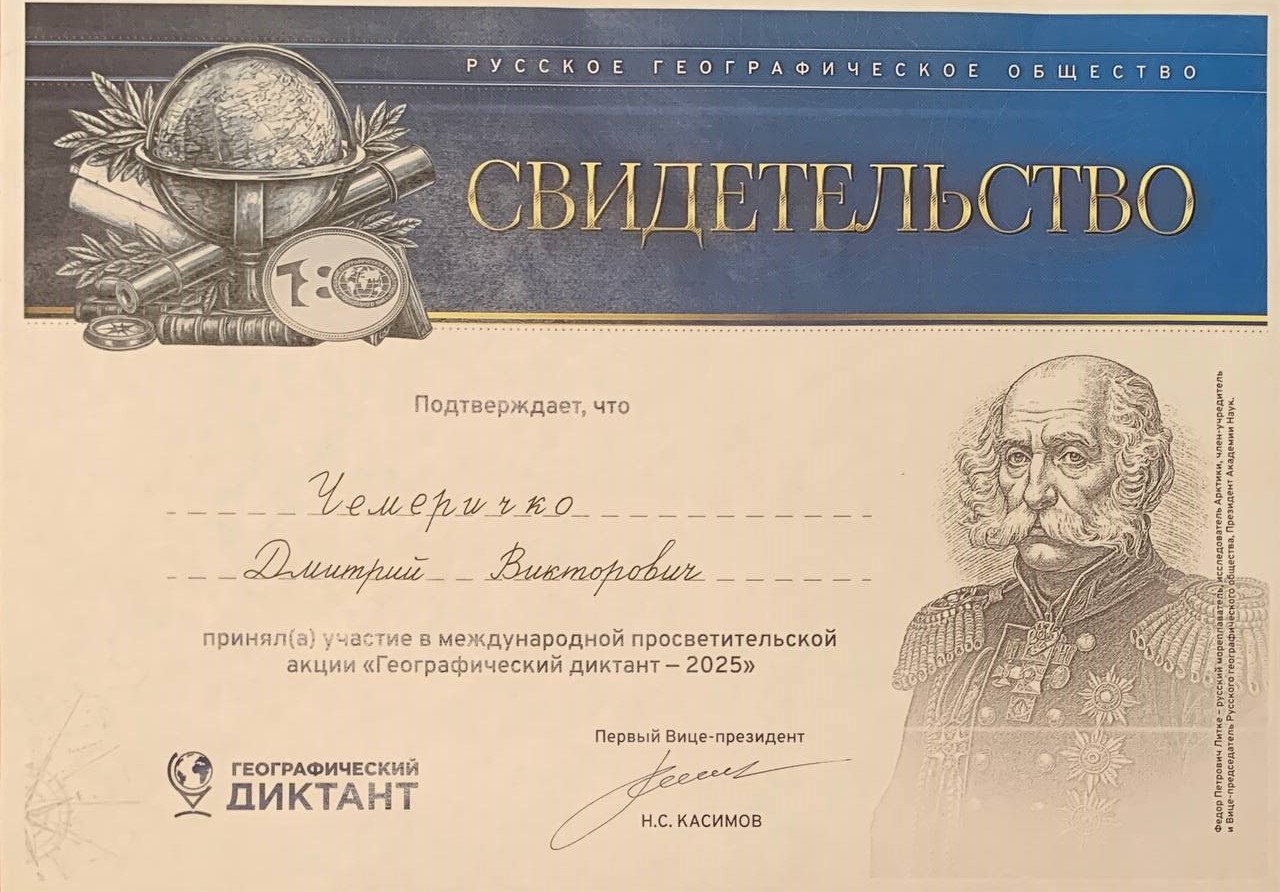 РУССКОЕ ГЕОГРАФИЧЕСКОЕ ОБЩЕСТВО
СВИДЕТЕЛЬСТВО
180
Подтверждает, что
Чемеричко
Дмитрий Викторович
принял(а) участие в международной просветительской
акции «Географический диктант – 2025»
Первый Вице-президент
Н.С. КАСИМОВ
ГЕОГРАФИЧЕСКИЙ
ДИКТАНТ
Федор Петрович Литке – русский мореплаватель, исследователь Арктики, член-учредитель
и Вице-председатель Русского географического общества, Президент Академии Наук.